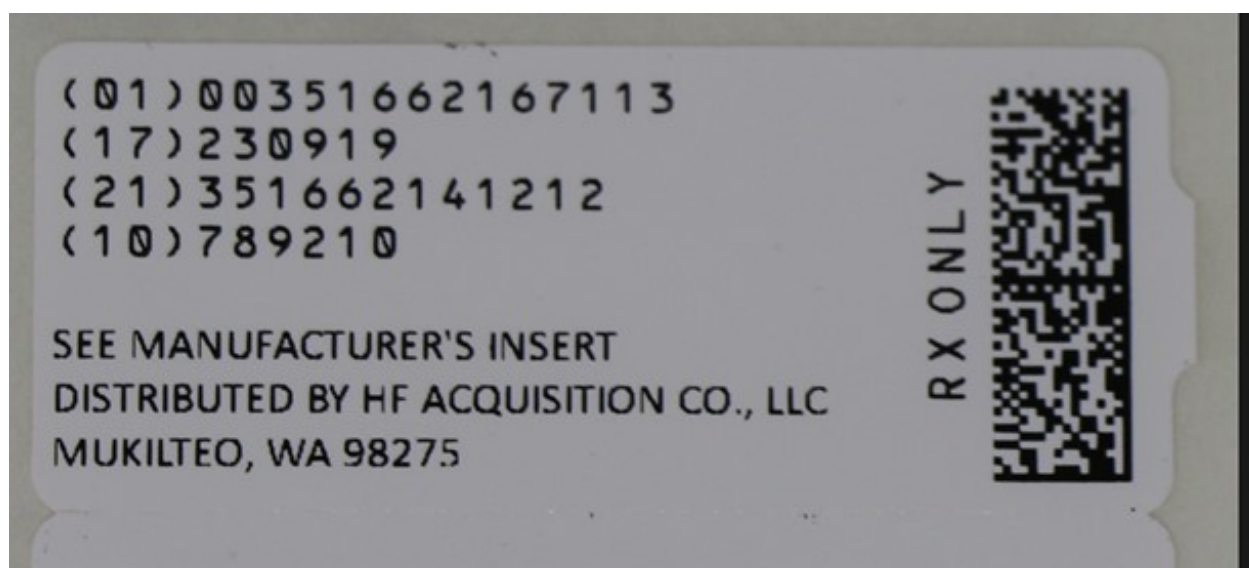 (01)00351662167113
(17)230919
(21)351662141212
(10)789210
SEE MANUFACTURER'S INSERT
DISTRIBUTED BY HF ACQUISITION CO., LLC
MUKILTEO, WA 98275
RX ONLY